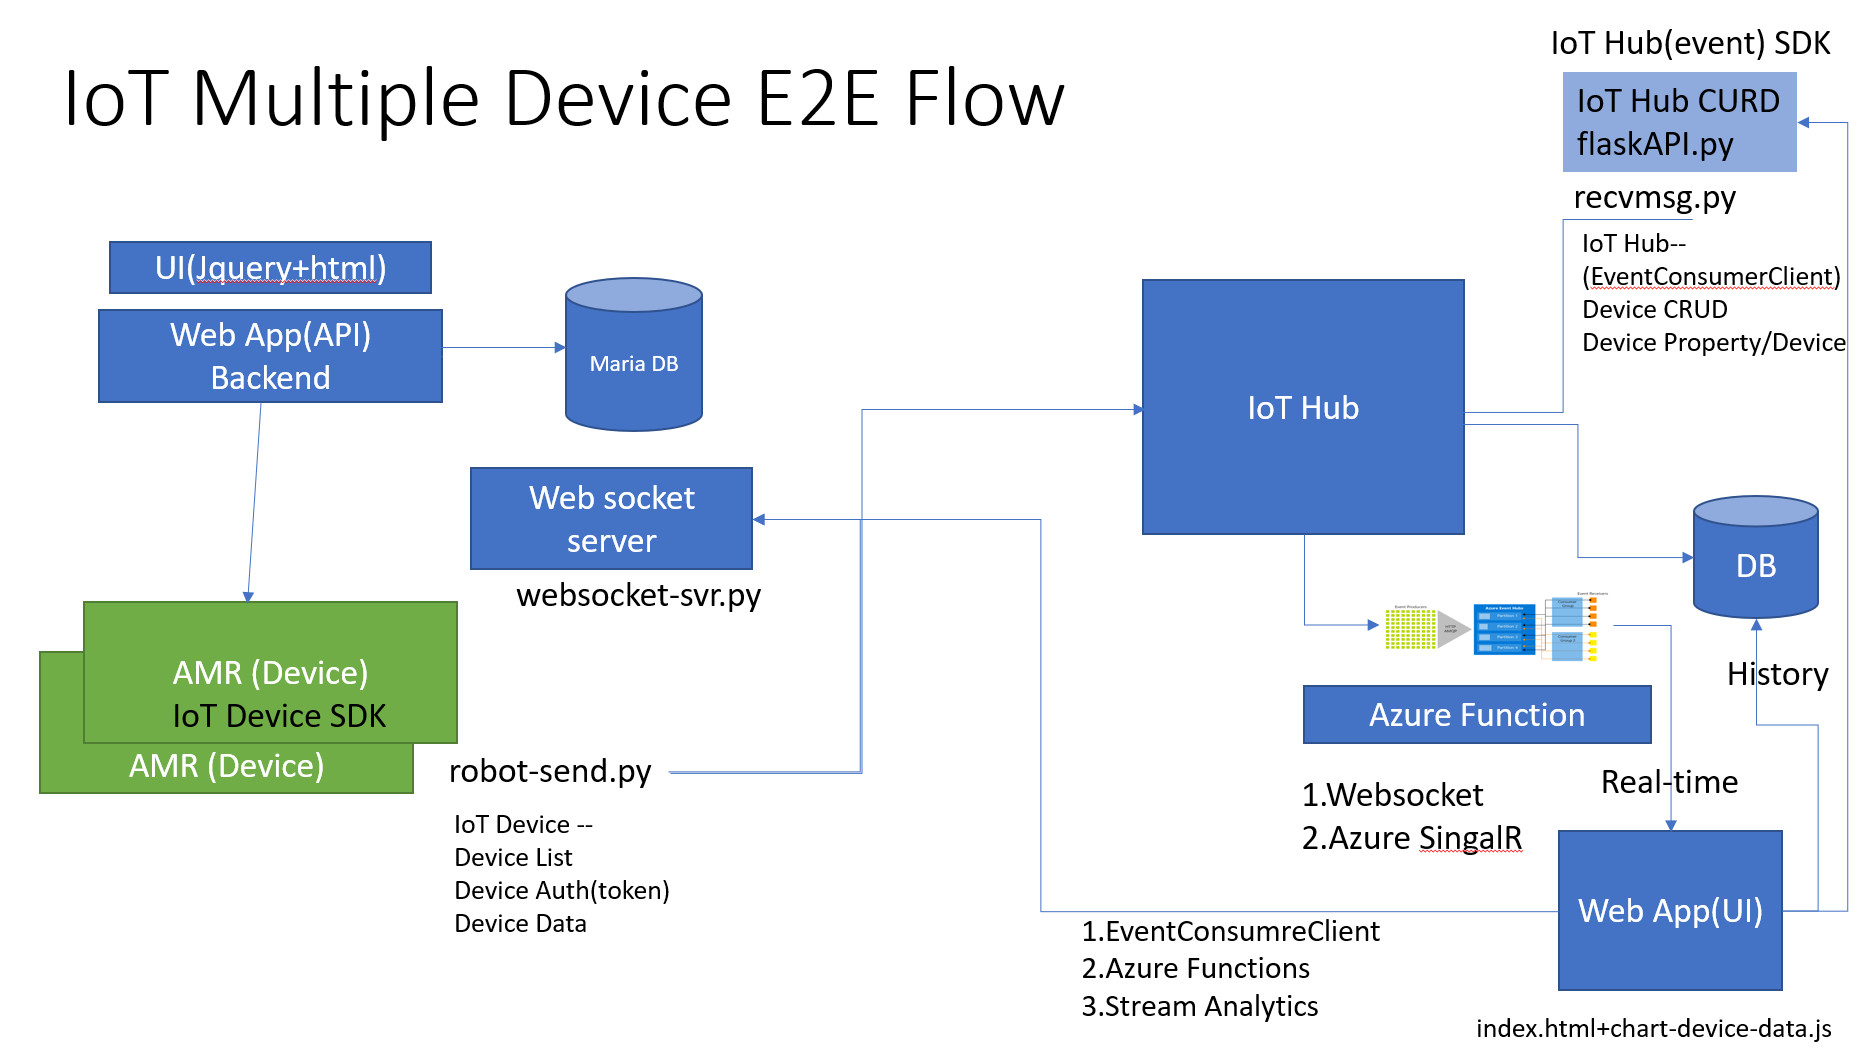 IoT Multiple Device E2E Flow
IoT Hub(event) SDK
IoT Hub CURD
flaskAPI.py
recvmsg.py
IoT Hub--
(EventConsumerClient)
Device CRUD
Device Property/Device
UI(Jquery+html)
Web App(API)
Backend
Maria DB
Web socket
server
websocket-svr.py
IoT Hub
DB
History
AMR (Device)
IoT Device SDK
AMR (Device)
robot-send.py
IoT Device --
Device List
Device Auth(token)
Device Data
Azure Event Hubs
Azure Function
1.Websocket
2.Azure SingalR
Real-time
Web App(UI)
1.EventConsumreClient
2.Azure Functions
3.Stream Analytics
index.html+chart-device-data.js